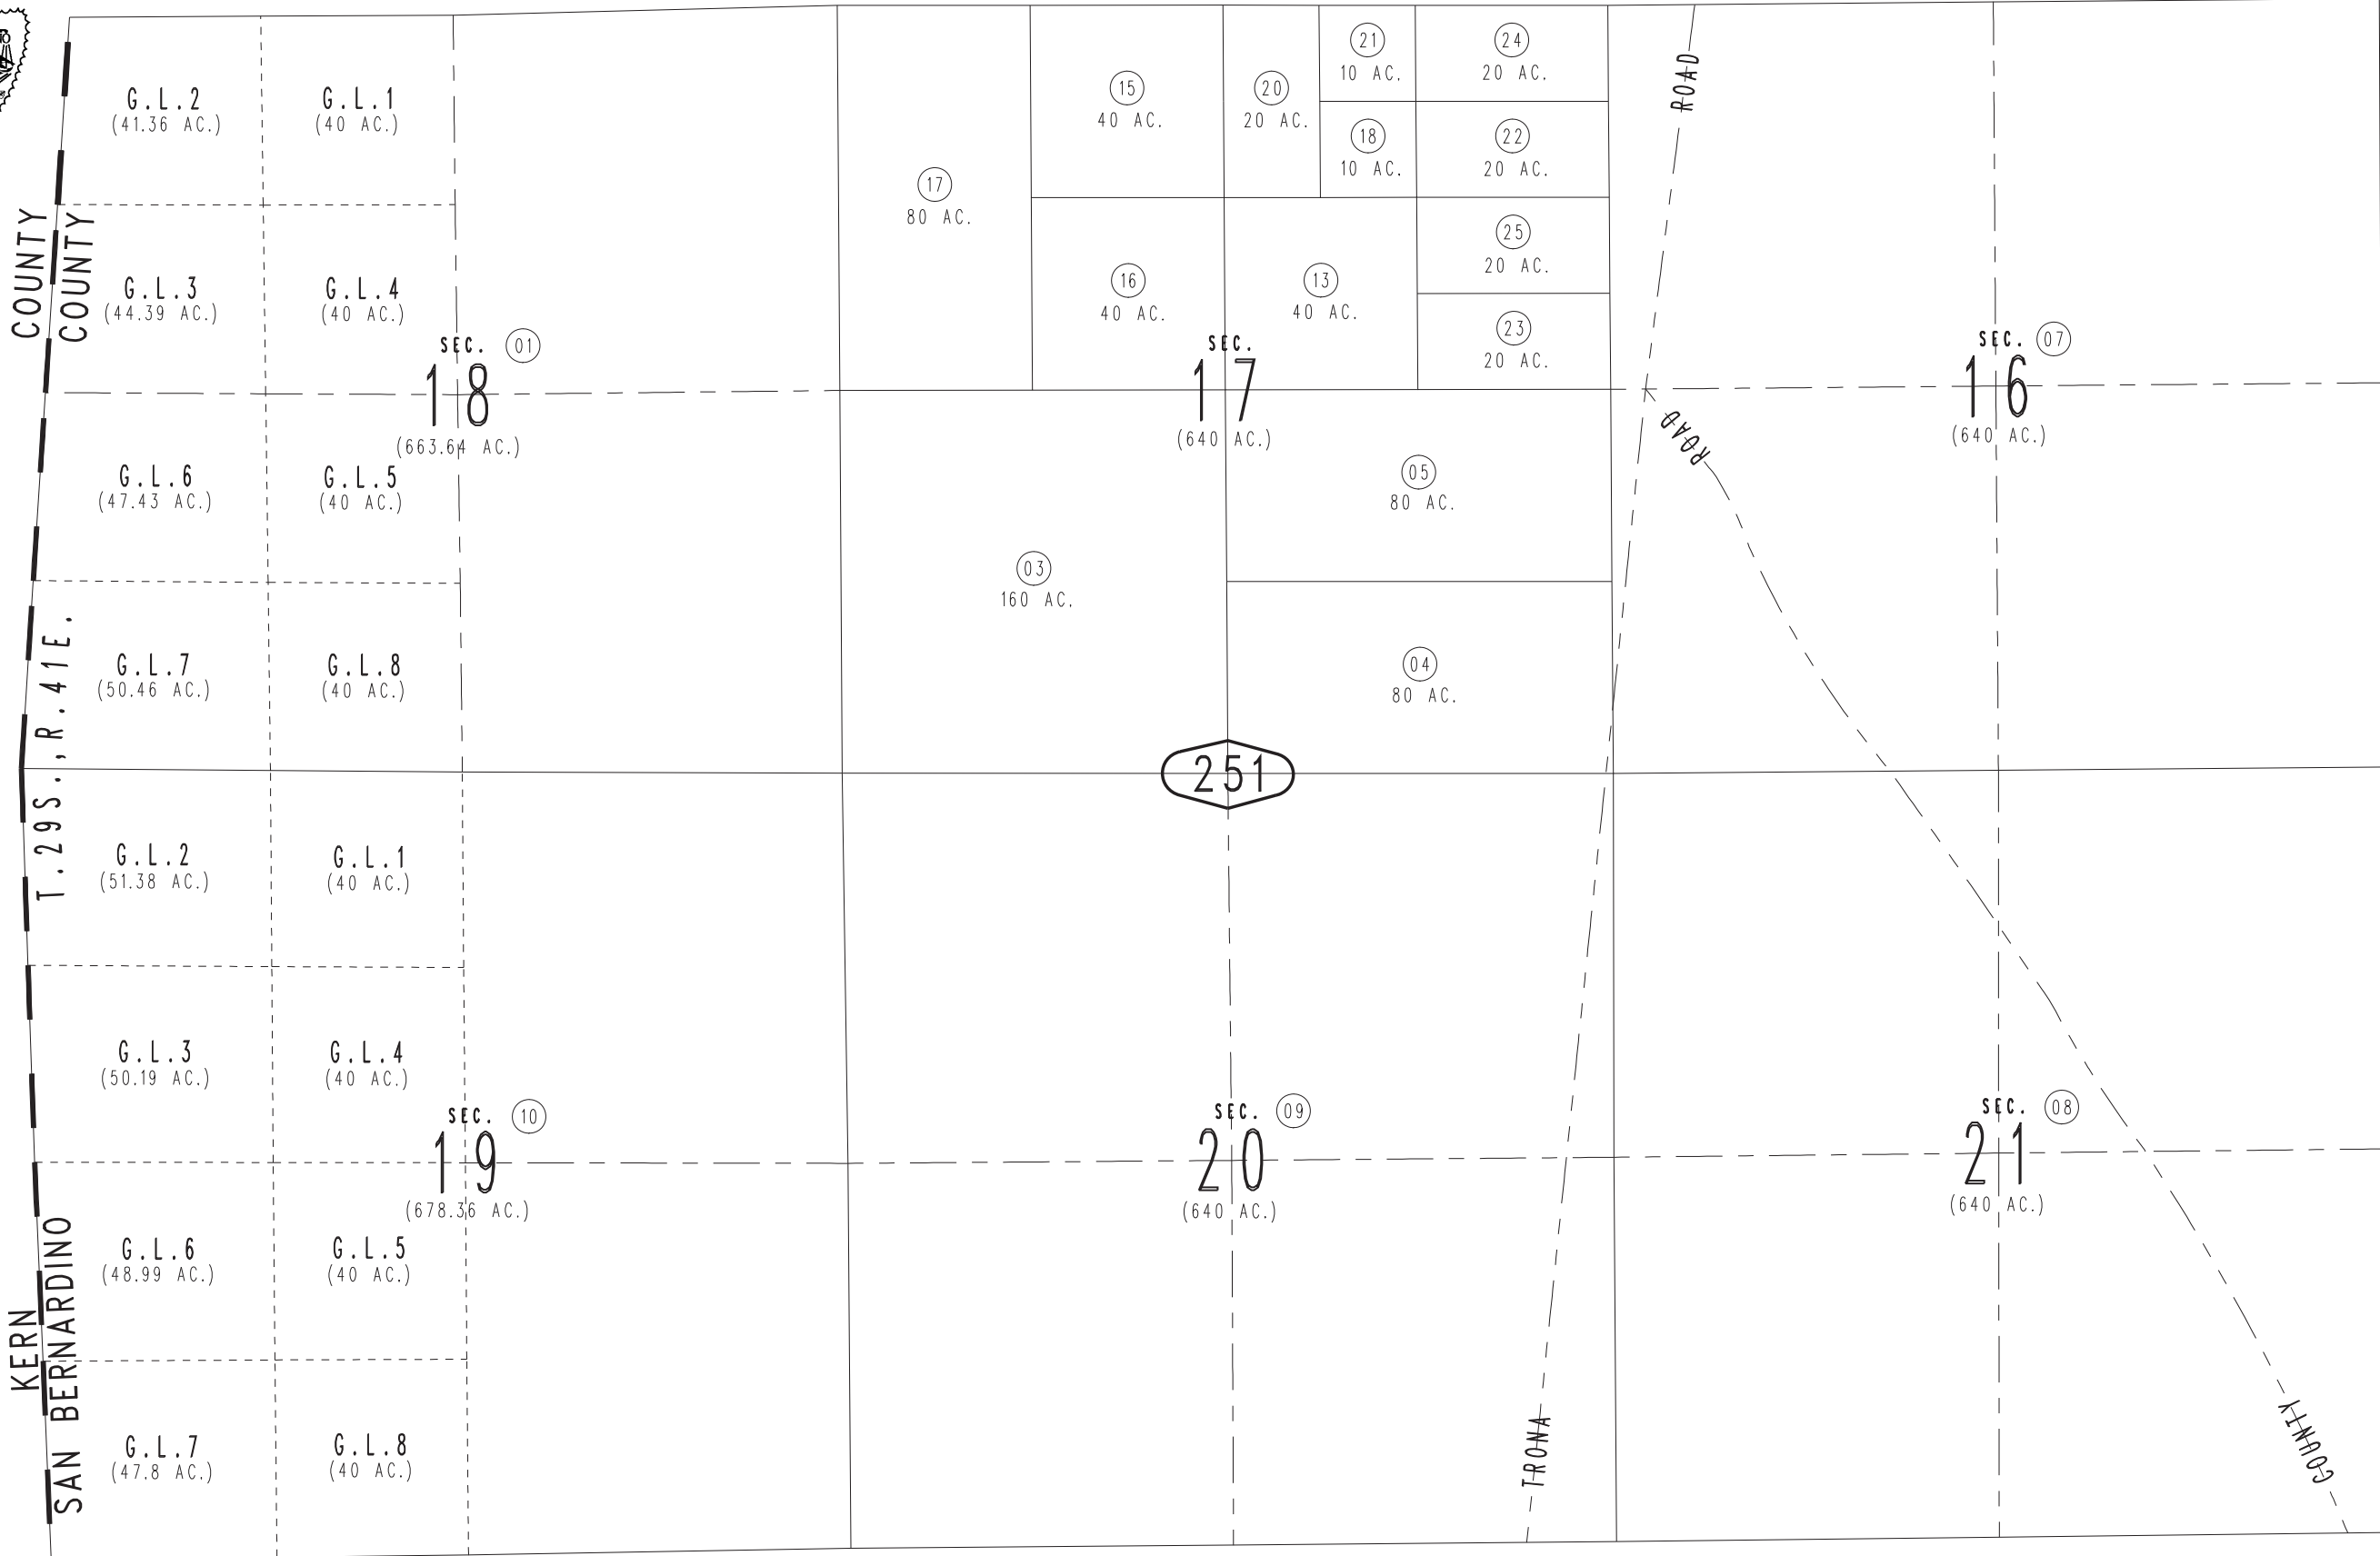 G.L.2
(41.36 AC.)
G.L.1
(40 AC.)
15
40 AC.
20
20 AC.
21
10 AC.
24
20 AC.
ROAD
18
10 AC.
22
20 AC.
17
80 AC.
COUNTY
COUNTY
G.L.3
(44.39 AC.)
G.L.4
(40 AC.)
16
40 AC.
13
40 AC.
25
20 AC.
23
20 AC.
SEC. 01
18
(663.64 AC.)
SEC.
17
(640 AC.)
SEC. 07
16
(640 AC.)
ROAD
G.L.6
(47.43 AC.)
G.L.5
(40 AC.)
05
80 AC.
03
160 AC.
G.L.7
(50.46 AC.)
G.L.8
(40 AC.)
04
80 AC.
T.29S.,R.41E.
251
G.L.2
(51.38 AC.)
G.L.1
(40 AC.)
G.L.3
(50.19 AC.)
G.L.4
(40 AC.)
SEC. 10
19
(678.36 AC.)
SEC. 09
20
(640 AC.)
SEC. 08
21
(640 AC.)
G.L.6
(48.99 AC.)
G.L.5
(40 AC.)
KERN
SAN BERNARDINO
G.L.7
(47.8 AC.)
G.L.8
(40 AC.)
TRONA
COUNTY